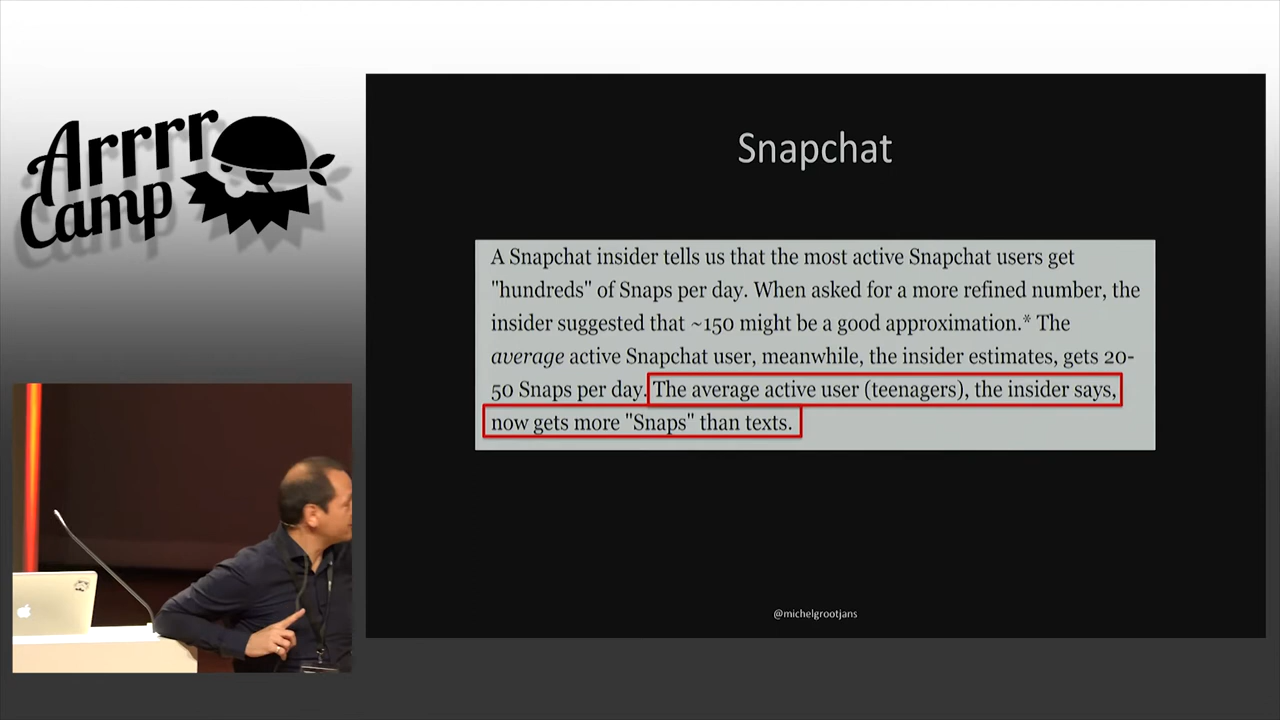 Arrrr
Camp
Snapchat
A Snapchat insider tells us that the most active Snapchat users get
"hundreds" of Snaps per day. When asked for a more refined number, the
insider suggested that ~150 might be a good approximation.* The
average active Snapchat user, meanwhile, the insider estimates, gets 20-
50 Snaps per day. The average active user (teenagers), the insider says,
now gets more "Snaps" than texts.
@michelgrootjans